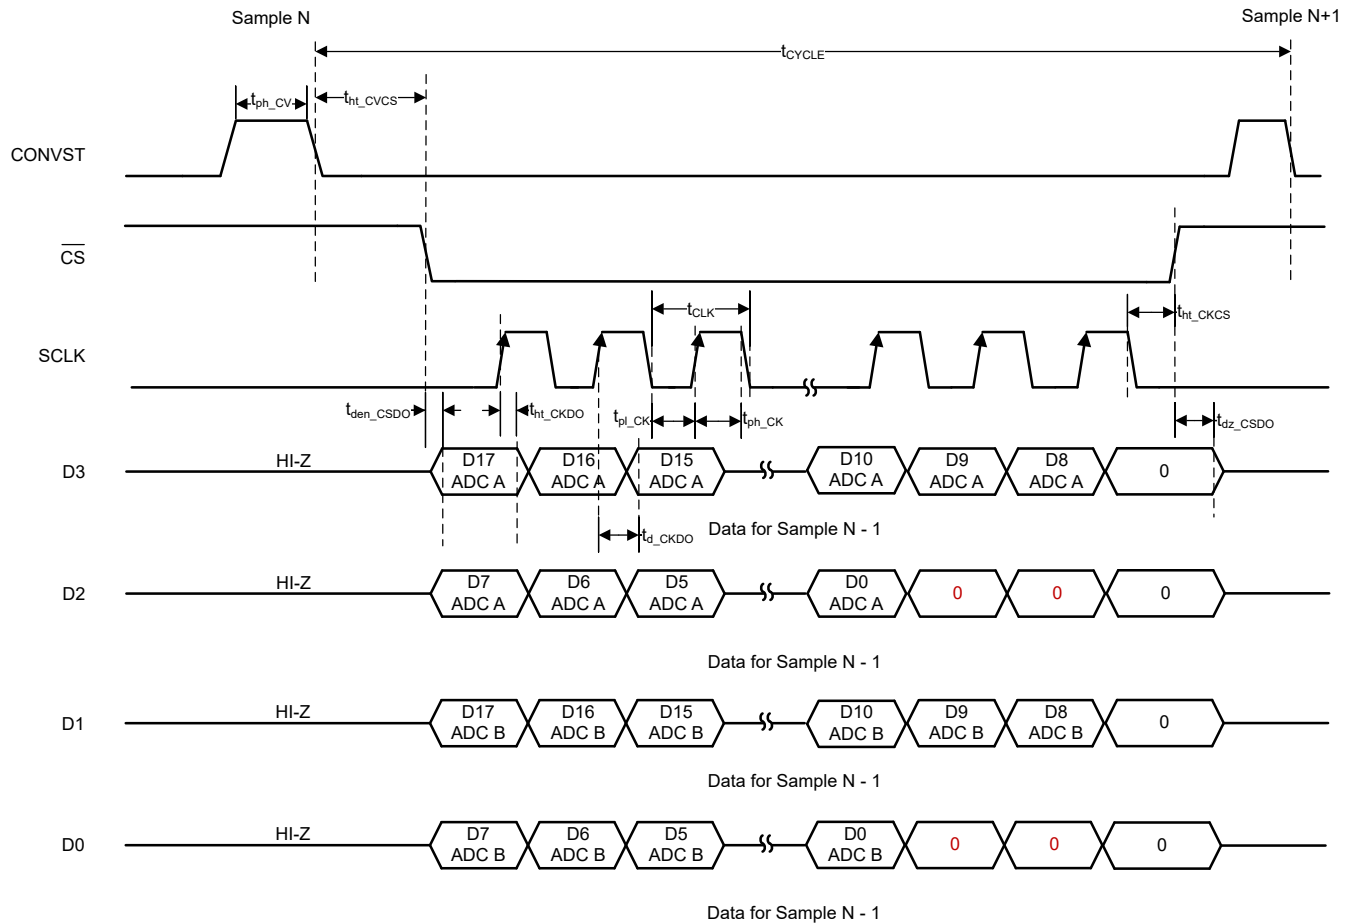 Sample N
Sample N+1
tCYCLE
tph_CV
tht_CVCS
CONVST
CS
tCLK
tht_CKCS
SCLK
tden_CSDO
tht_CKDO
tpl_CK
tph_CK
tdz_CSDO
D3
HI-Z
D17
ADC A
D16
ADC A
D15
ADC A
D10
ADC A
D9
ADC A
D8
ADC A
0
td_CKDO
Data for Sample N - 1
D2
HI-Z
D7
ADC A
D6
ADC A
D5
ADC A
D0
ADC A
0
0
0
Data for Sample N - 1
D1
HI-Z
D17
ADC B
D16
ADC B
D15
ADC B
D10
ADC B
D9
ADC B
D8
ADC B
0
Data for Sample N - 1
D0
HI-Z
D7
ADC B
D6
ADC B
D5
ADC B
D0
ADC B
0
0
0
Data for Sample N - 1